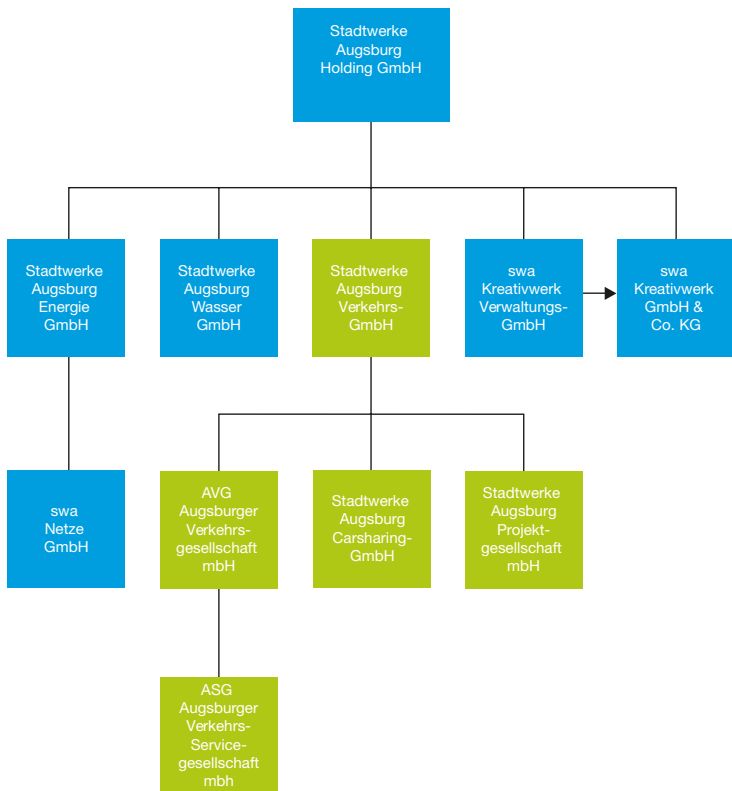 Stadtwerke
Augsburg
Holding GmbH
Stadtwerke
Augsburg
Energie
GmbH
Stadtwerke
Augsburg
Wasser
GmbH
Stadtwerke
Augsburg
Verkehrs-
GmbH
swa
Kreativwerk
Verwaltungs-
GmbH
swa
Kreativwerk
GmbH &
Co. KG
swa
Netze
GmbH
AVG
Augsburger
Verkehrs-
gesellschaft
mbH
Stadtwerke
Augsburg
Carsharing-
GmbH
Stadtwerke
Augsburg
Projekt-
gesellschaft
mbH
ASG
Augsburger
Verkehrs-
Service-
gesellschaft
mbh